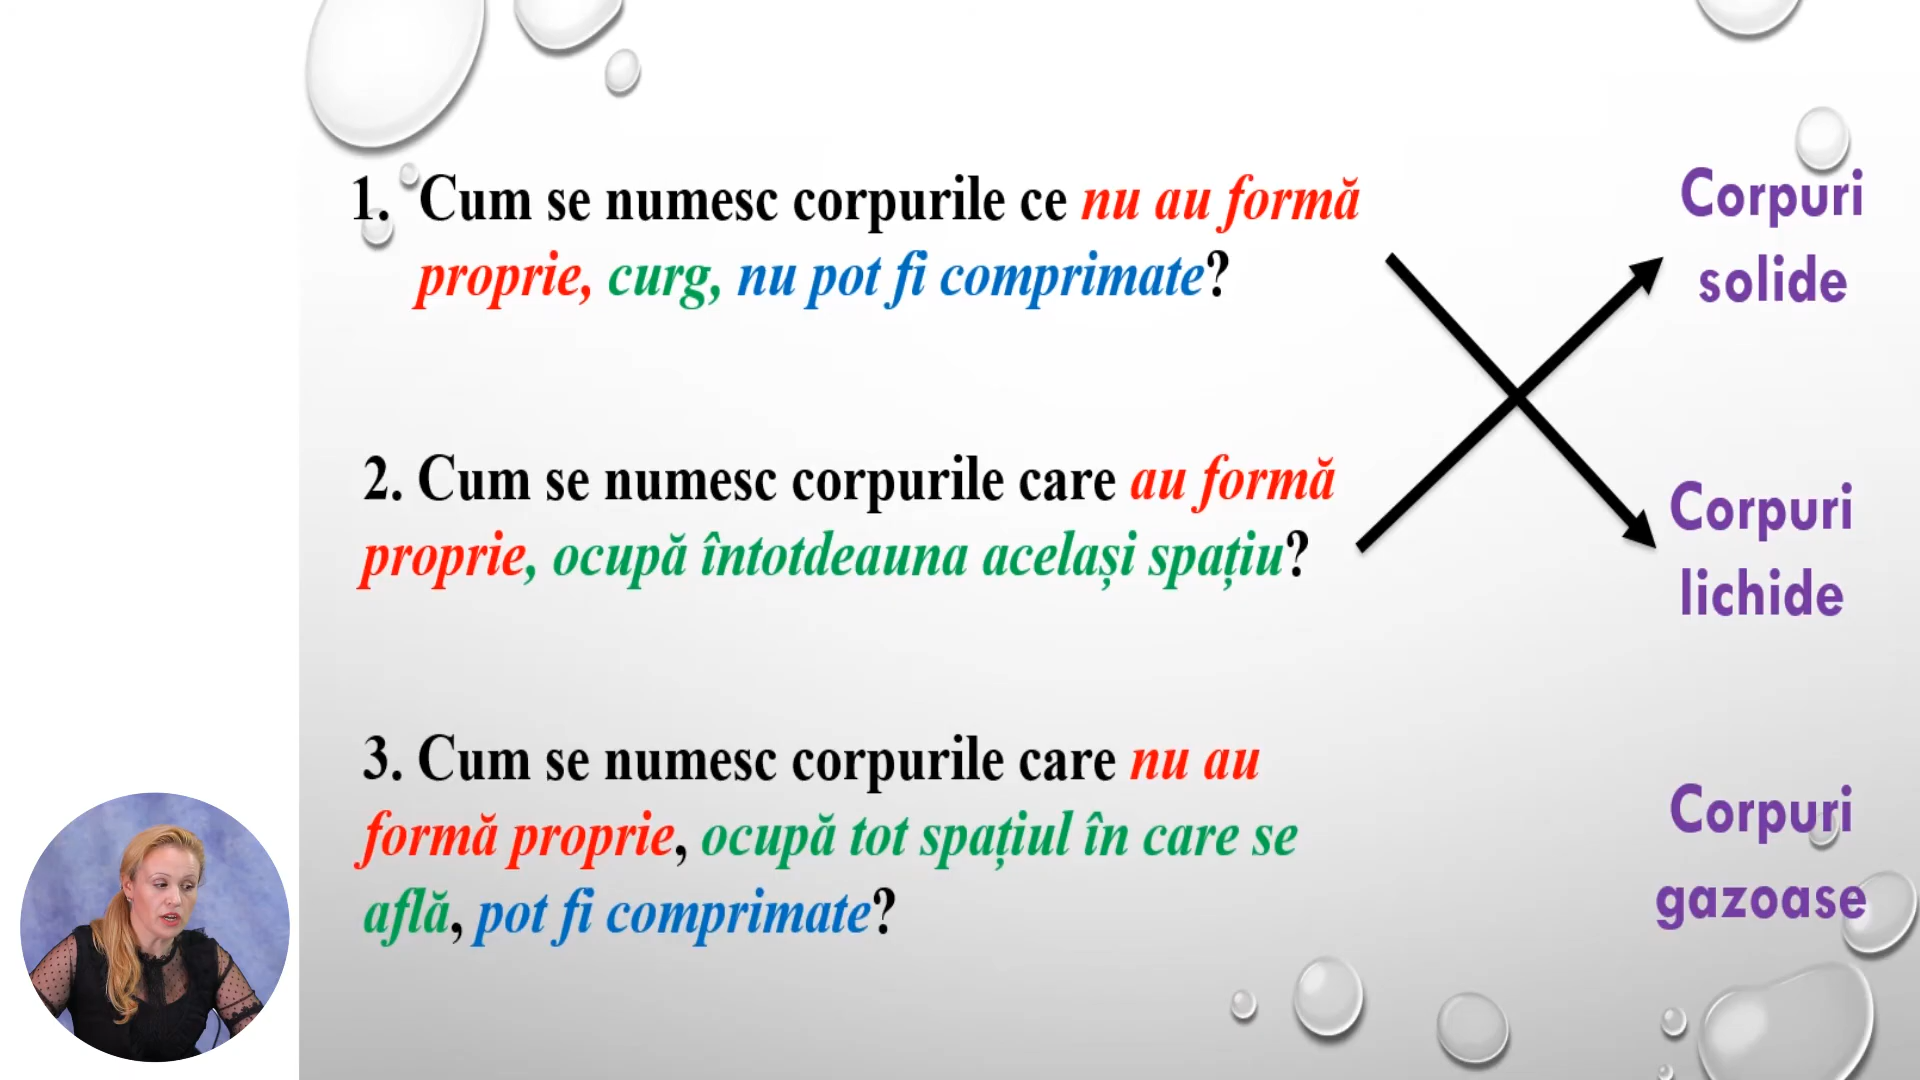 1. Cum se numesc corpurile ce nu au formă
proprie, curg, nu pot fi comprimate?
Corpuri
solide
2. Cum se numesc corpurile care au formă
proprie, ocupă întotdeauna același spațiu?
Corpuri
lichide
3. Cum se numesc corpurile care nu au
formă proprie, ocupă tot spațiul în care se
află, pot fi comprimate?
Corpuri
gazoase